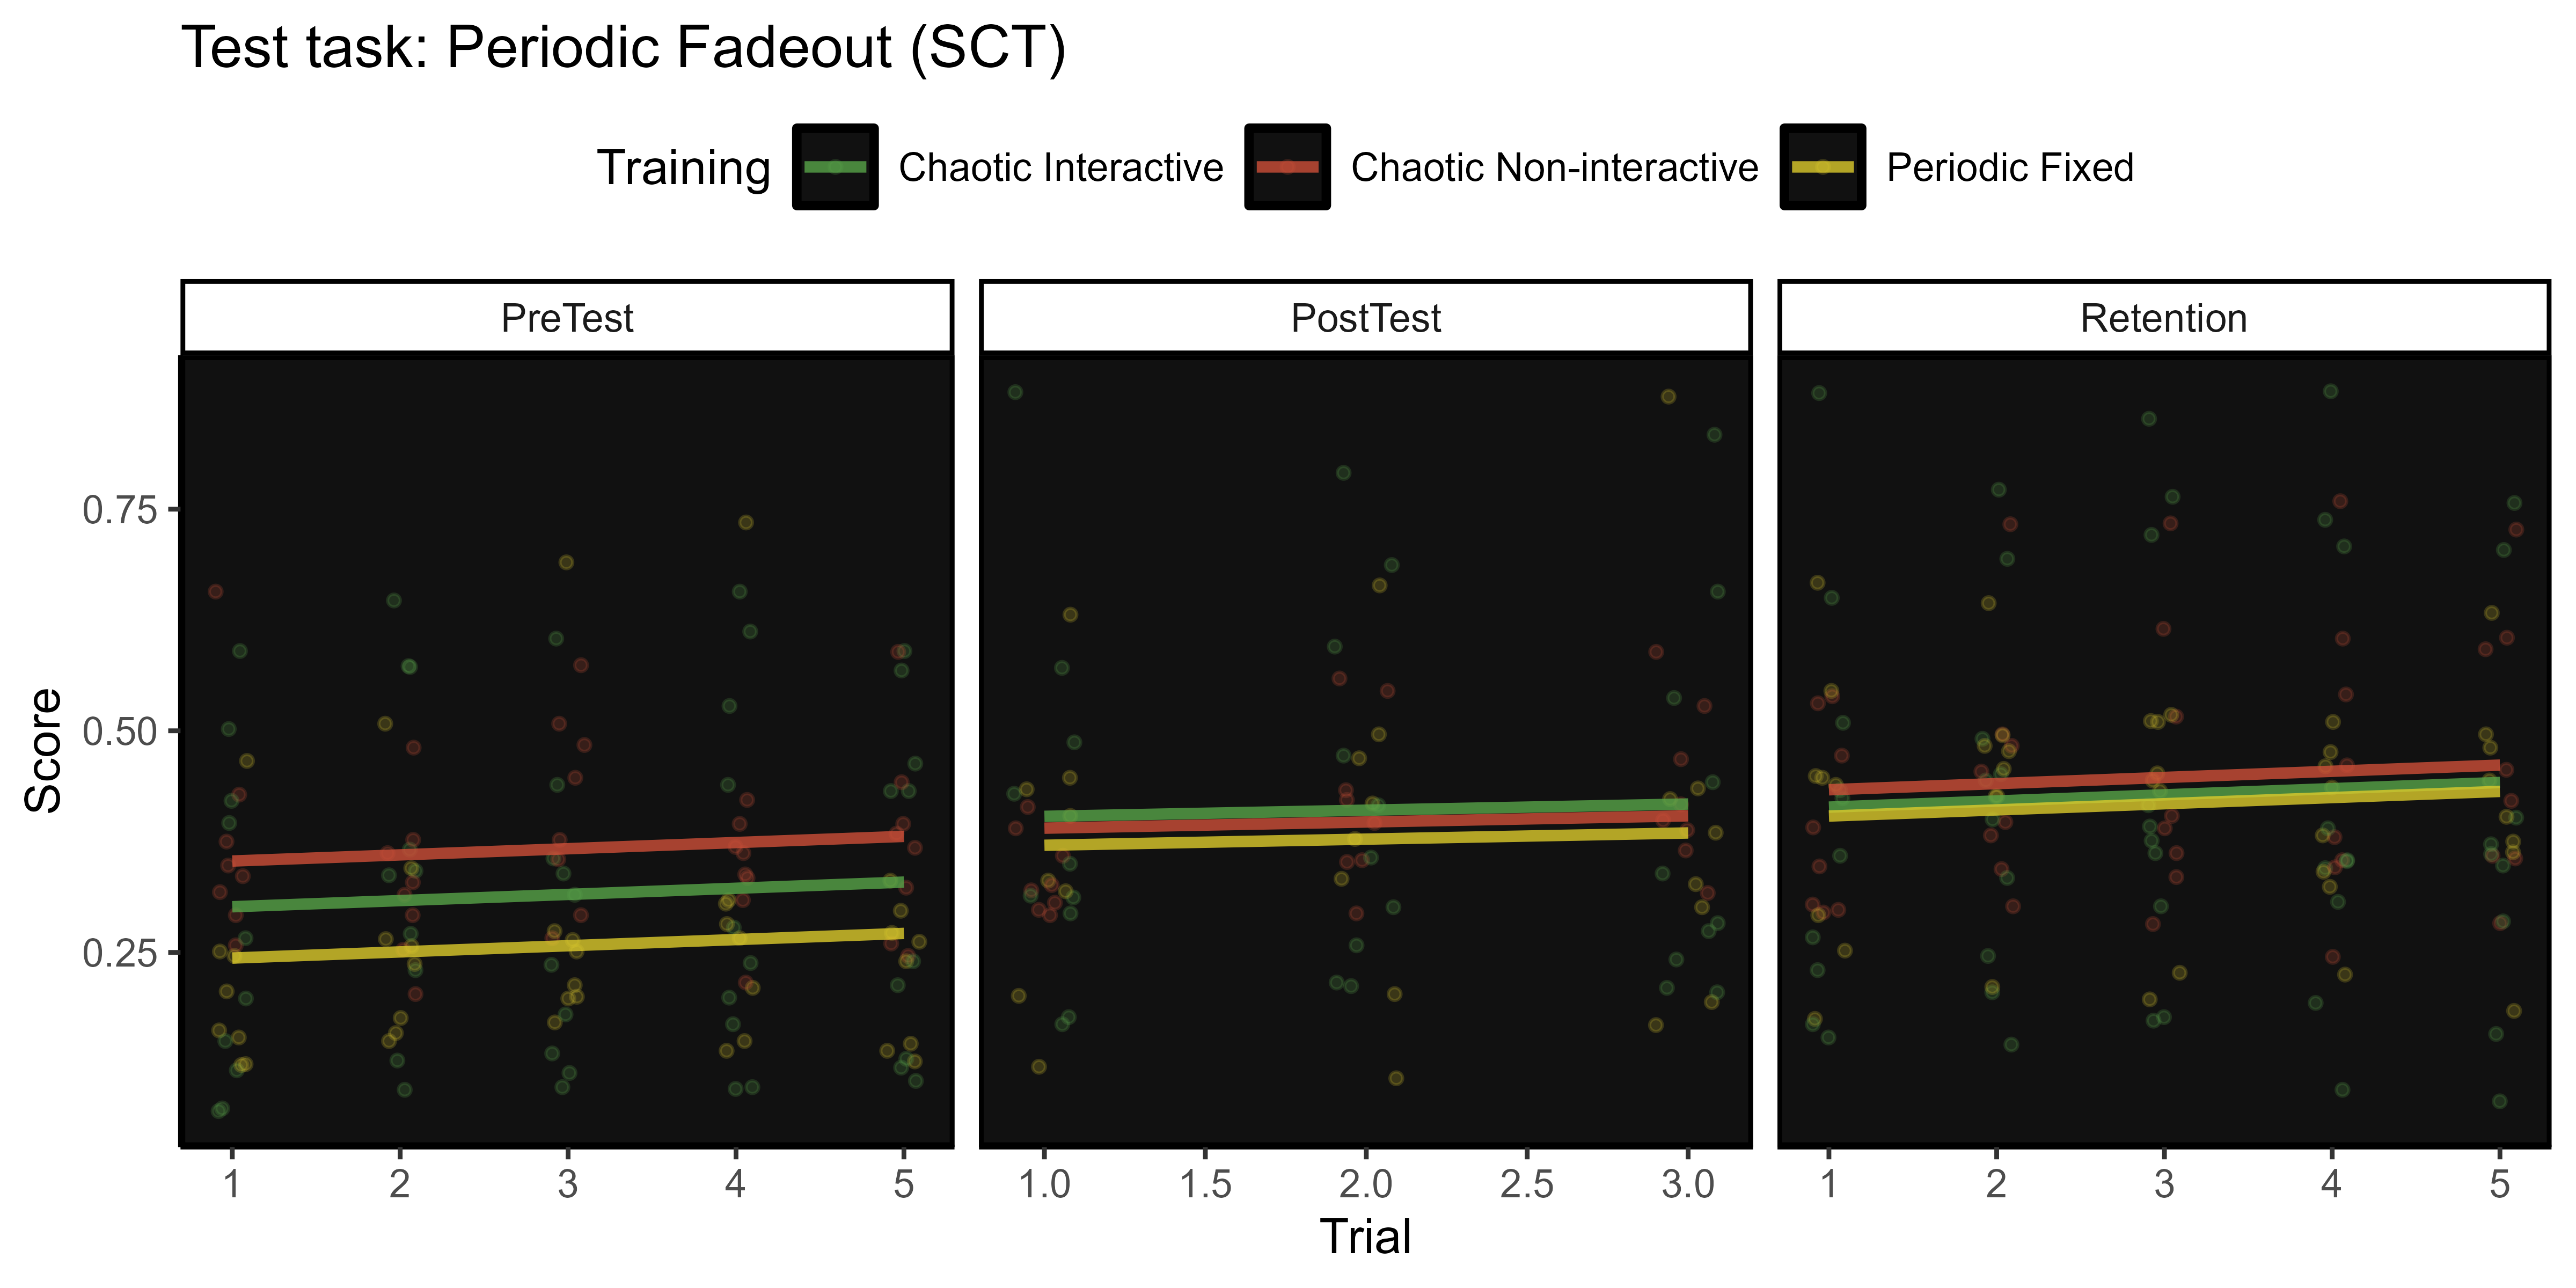 Test task: Periodic Fadeout (SCT)
Training Chaotic Interactive Chaotic Non-interactive Periodic Fixed
PreTest PostTest Retention
Score
0.75
0.50
0.25
1 2 3 4 5 1.0 1.5 2.0 2.5 3.0 1 2 3 4 5
Trial